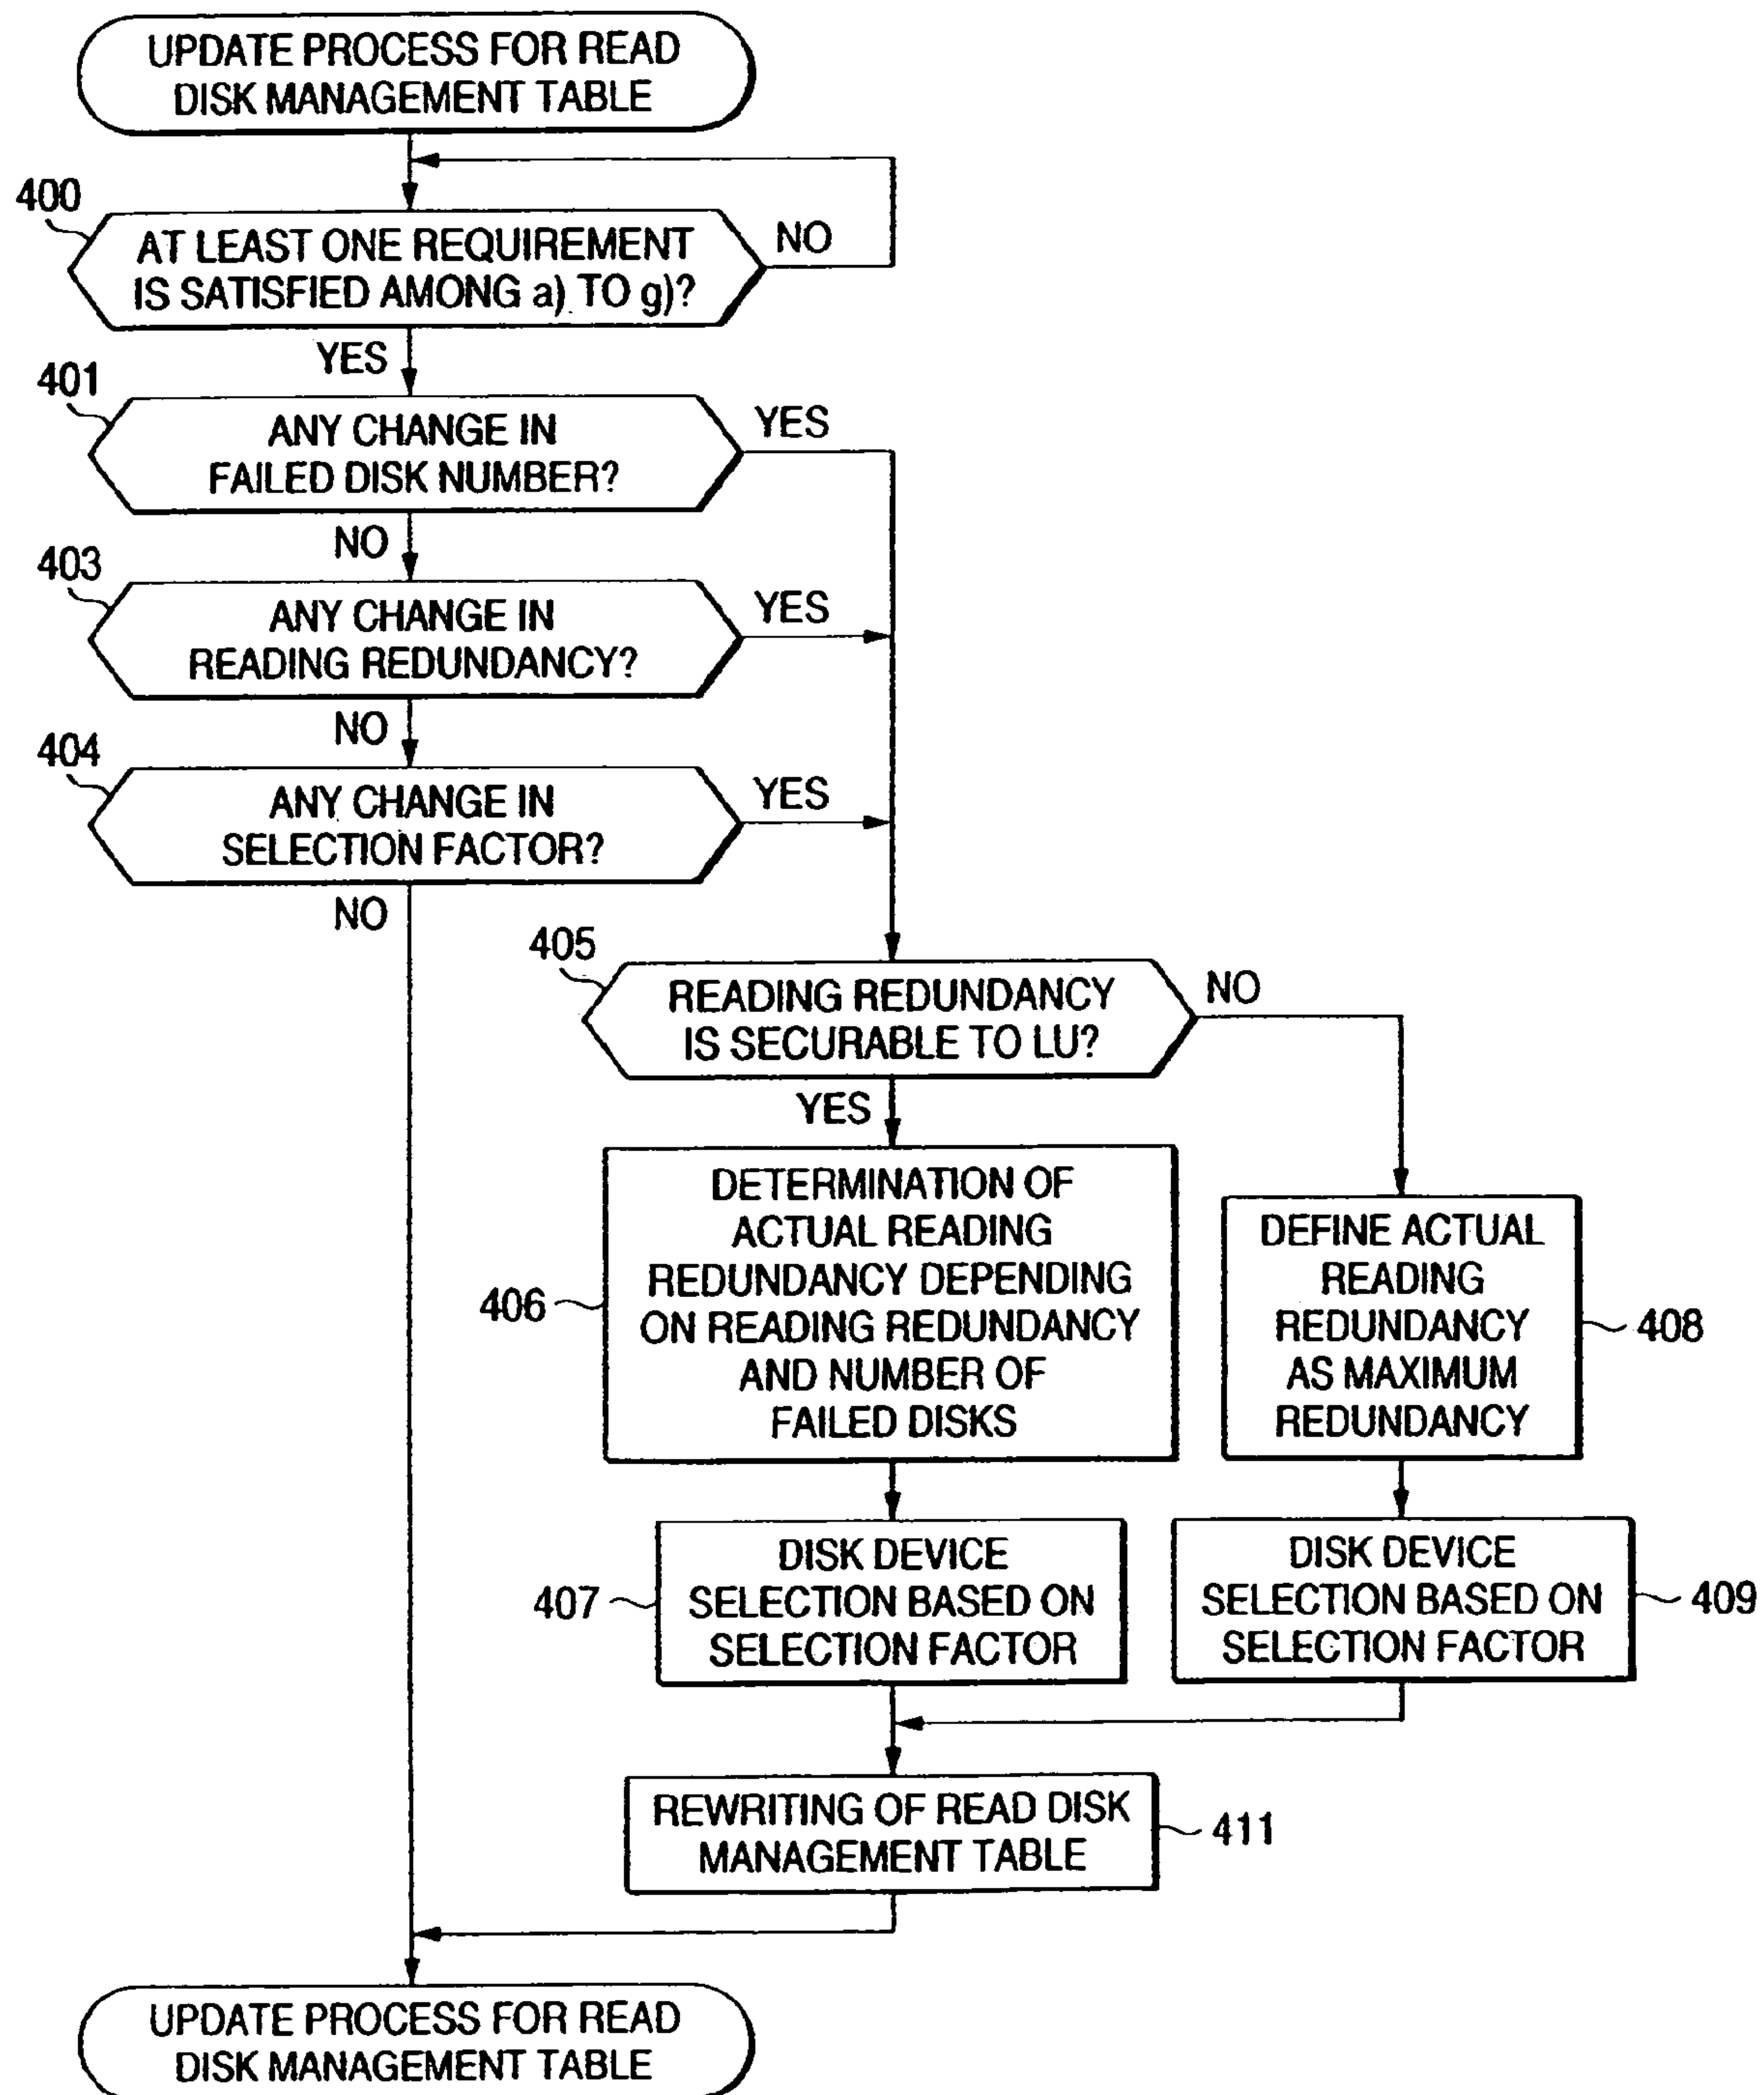 UPDATE PROCESS FOR READ
DISK MANAGEMENT TABLE
400
AT LEAST ONE REQUIREMENT
IS SATISFIED AMONG a) TO g)?
NO
YES
401
ANY CHANGE IN
FAILED DISK NUMBER?
YES
NO
403
ANY CHANGE IN
READING REDUNDANCY?
YES
NO
404
ANY CHANGE IN
SELECTION FACTOR?
YES
NO
405
READING REDUNDANCY
IS SECURABLE TO LU?
NO
YES
406
DETERMINATION OF
ACTUAL READING
REDUNDANCY DEPENDING
ON READING REDUNDANCY
AND NUMBER OF
FAILED DISKS
DEFINE ACTUAL
READING
REDUNDANCY
AS MAXIMUM
REDUNDANCY
408
407
DISK DEVICE
SELECTION BASED ON
SELECTION FACTOR
DISK DEVICE
SELECTION BASED ON
SELECTION FACTOR
409
REWRITING OF READ DISK
MANAGEMENT TABLE
411
UPDATE PROCESS FOR READ
DISK MANAGEMENT TABLE